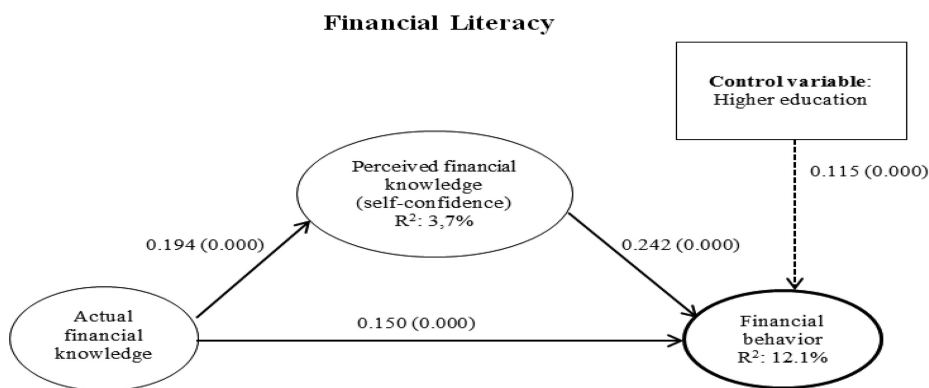 Financial Literacy
Control variable:
Higher education
0.115 (0.000)
Perceived financial
knowledge
(self-confidence)
R²: 3,7%
0.194 (0.000)
0.242 (0.000)
Actual
financial
knowledge
0.150 (0.000)
Financial
behavior
R²: 12.1%